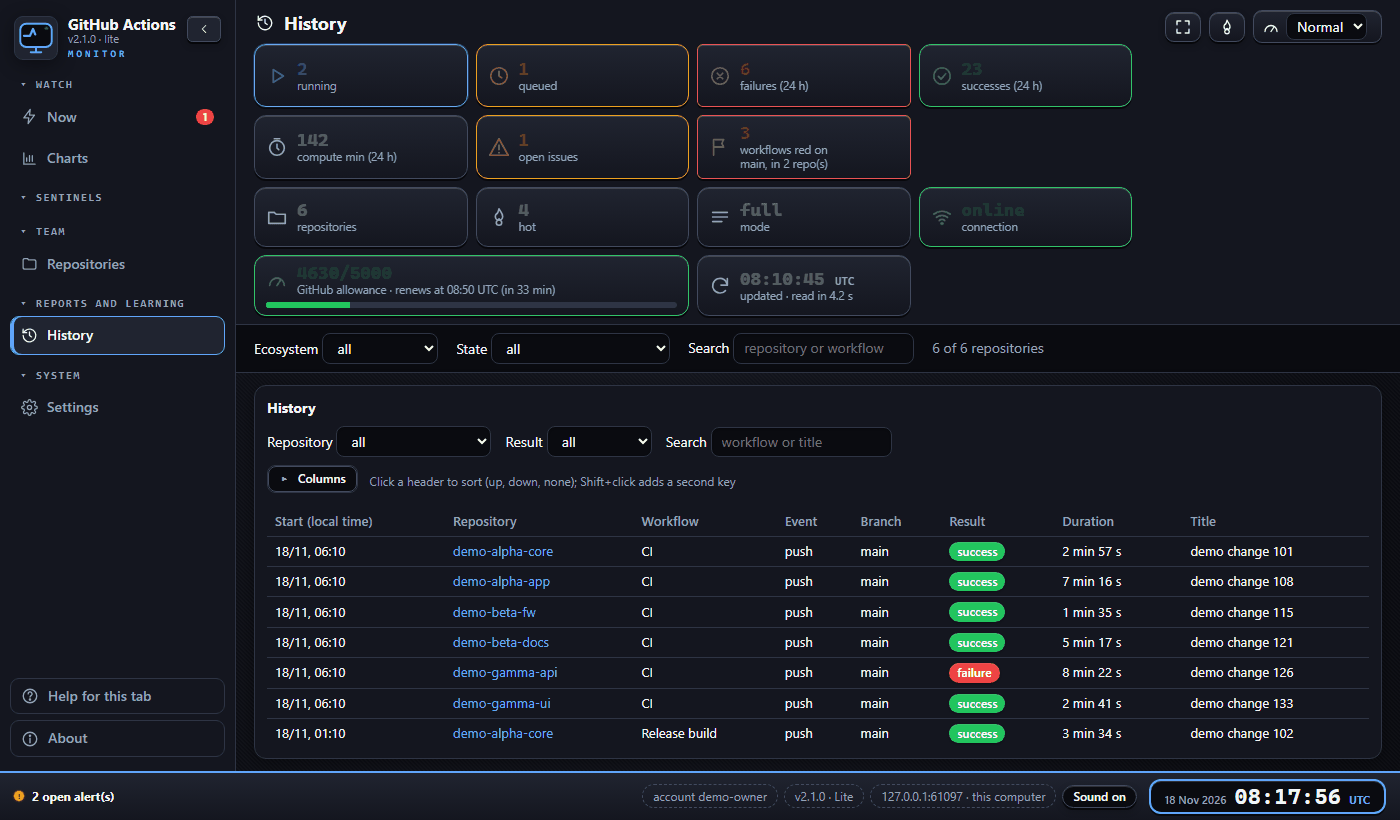 GitHub Actions
v2.1.0 · lite
MONITOR
WATCH
Now 1
Charts
SENTINELS
TEAM
Repositories
REPORTS AND LEARNING
History
SYSTEM
Settings
Help for this tab
About
History
Normal
2
running
1
queued
6
failures (24 h)
23
successes (24 h)
142
compute min (24 h)
1
open issues
3
workflows red on
main, in 2 repo(s)
6
repositories
4
hot
full
mode
online
connection
4630/5000
GitHub allowance · renews at 08:50 UTC (in 33 min)
08:10:45 UTC
updated · read in 4.2 s
Ecosystem all State all Search repository or workflow 6 of 6 repositories
History
Repository all Result all Search workflow or title
Columns Click a header to sort (up, down, none); Shift+click adds a second key
Start (local time) Repository Workflow Event Branch Result Duration Title
18/11, 06:10 demo-alpha-core CI push main success 2 min 57 s demo change 101
18/11, 06:10 demo-alpha-app CI push main success 7 min 16 s demo change 108
18/11, 06:10 demo-beta-fw CI push main success 1 min 35 s demo change 115
18/11, 06:10 demo-beta-docs CI push main success 5 min 17 s demo change 121
18/11, 06:10 demo-gamma-api CI push main failure 8 min 22 s demo change 126
18/11, 06:10 demo-gamma-ui CI push main success 2 min 41 s demo change 133
18/11, 01:10 demo-alpha-core Release build push main success 3 min 34 s demo change 102
2 open alert(s)
account demo-owner
v2.1.0 · Lite
127.0.0.1:61097 · this computer
Sound on
18 Nov 2026 08:17:56 UTC